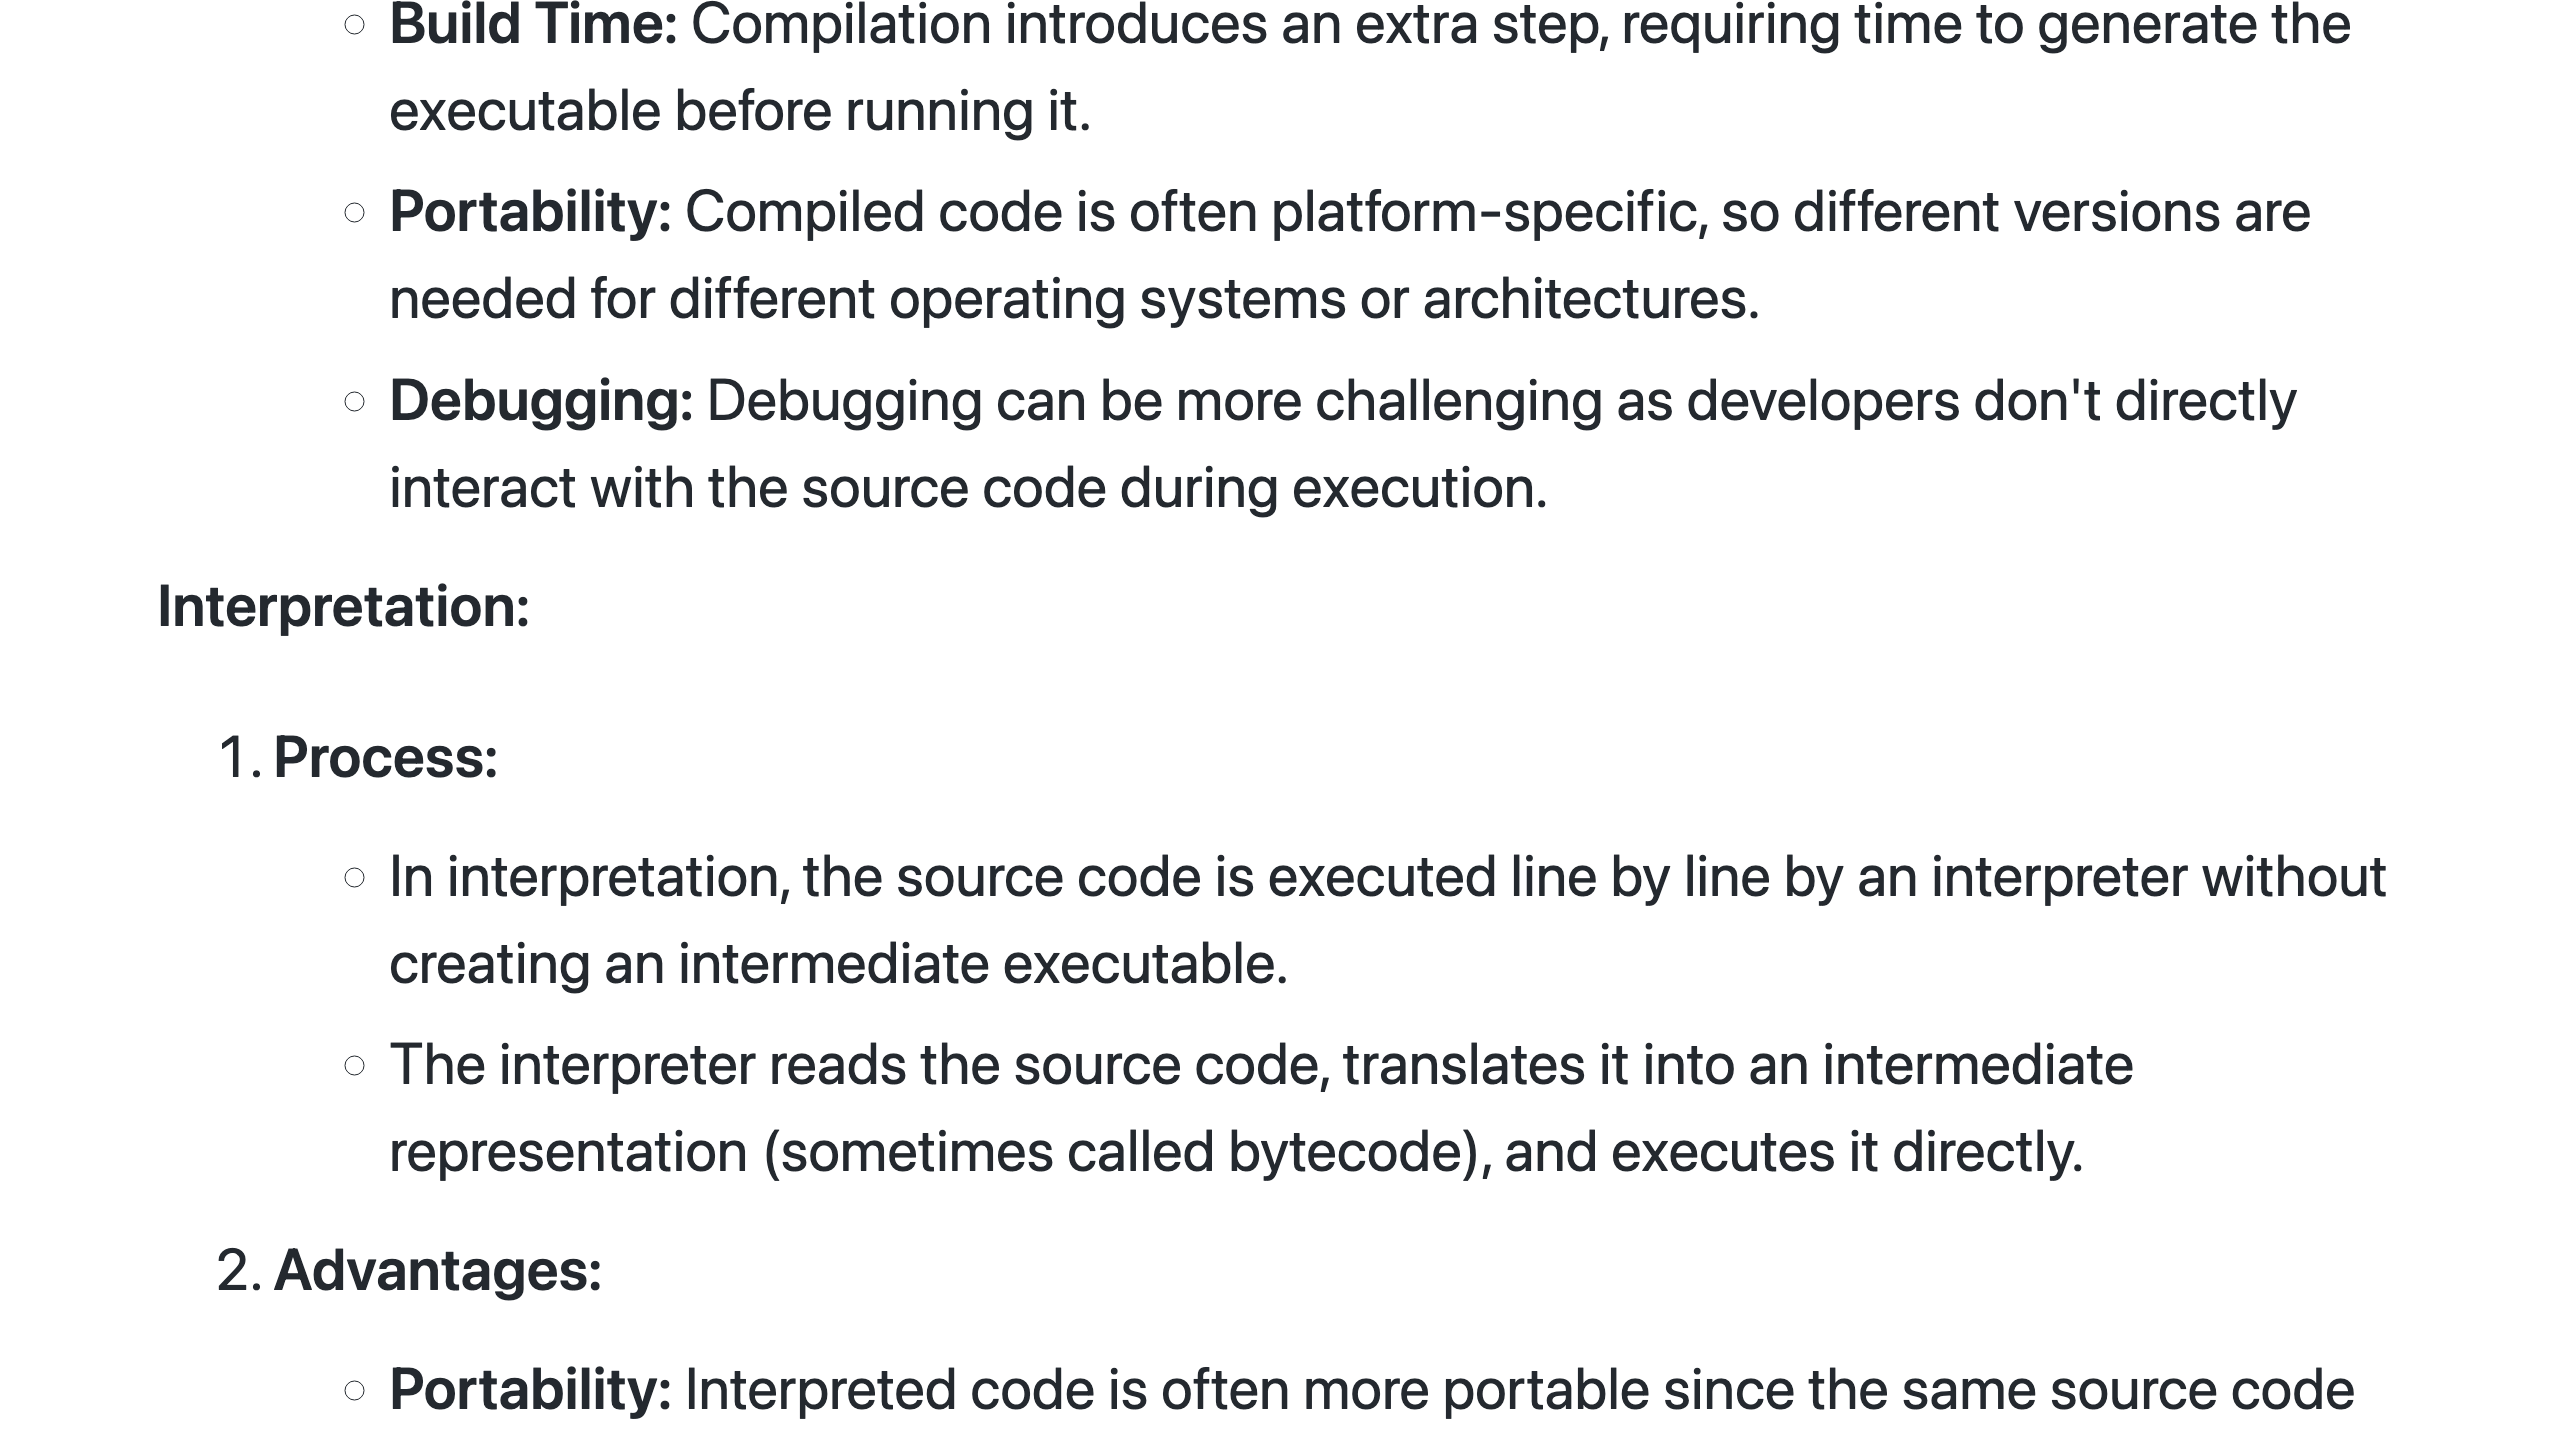 ◦ Build Time: Compilation introduces an extra step, requiring time to generate the
executable before running it.
◦ Portability: Compiled code is often platform-specific, so different versions are
needed for different operating systems or architectures.
◦ Debugging: Debugging can be more challenging as developers don't directly
interact with the source code during execution.
Interpretation:
1. Process:
◦ In interpretation, the source code is executed line by line by an interpreter without
creating an intermediate executable.
◦ The interpreter reads the source code, translates it into an intermediate
representation (sometimes called bytecode), and executes it directly.
2. Advantages:
◦ Portability: Interpreted code is often more portable since the same source code